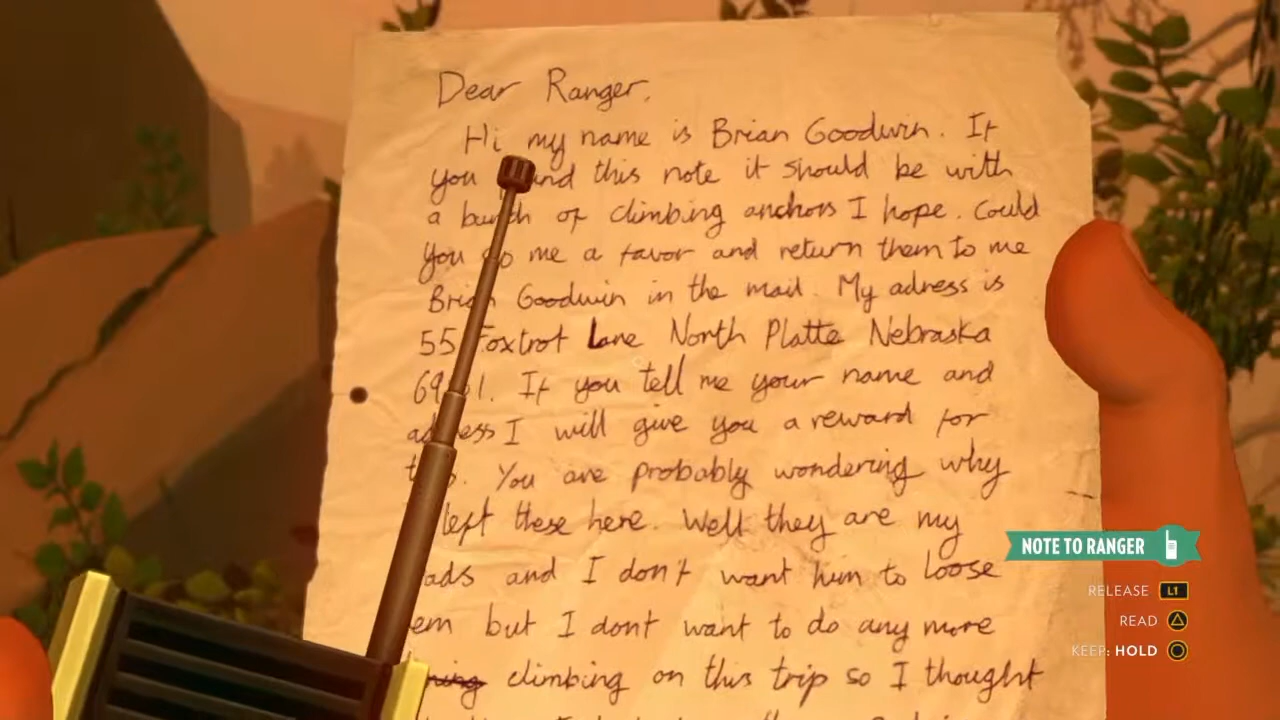 Dear Ranger,
Hi my name is Brian Goodwin. If
you this note it should be with
a of climbing anchors I hope. Could
you me a favor and return them to me
Brian Goodwin in the mail. My adress is
55 Foxtrot Lane North Platte Nebraska
If you tell me your name and
I will give you a reward for
You are probably wondering why
left these here. Well they are my
and I don't want him to loose
but I dont want to do any more
climbing on this trip so I thought
NOTE TO RANGER
RELEASE L1
READ
KEEP: HOLD